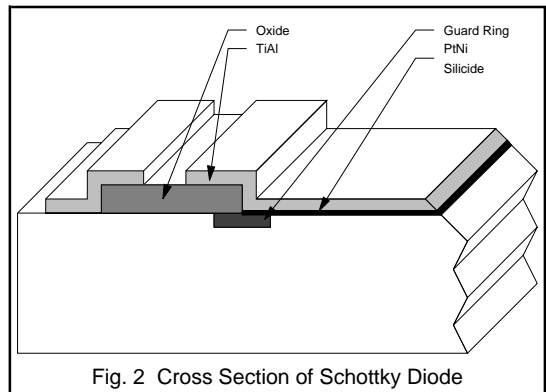 Oxide
TiAl
Guard Ring
PtNi
Silicide
Fig. 2 Cross Section of Schottky Diode